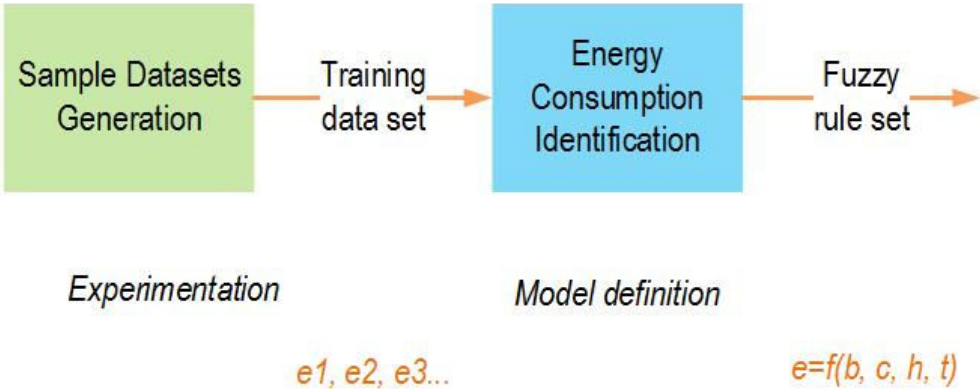 Sample Datasets
Generation
Training
data set
Energy
Consumption
Identification
Fuzzy
rule set
Experimentation
Model definition
e1, e2, e3...
e=f(b, c, h, t)